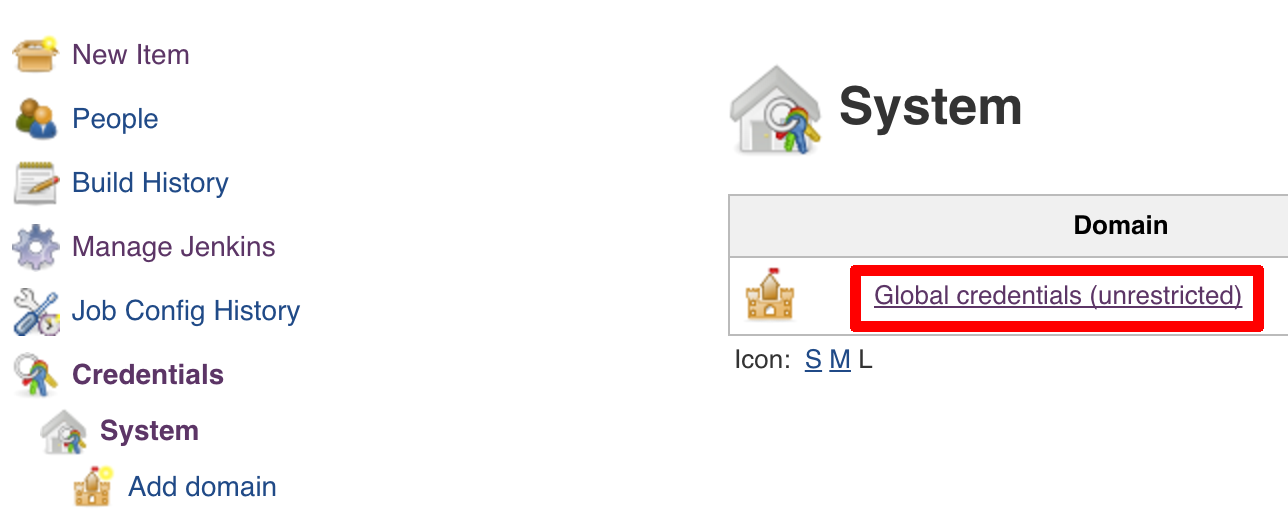 New Item
People
Build History
Manage Jenkins
Job Config History
Credentials
System
Add domain
System
Domain
Global credentials (unrestricted)
Icon: S M L